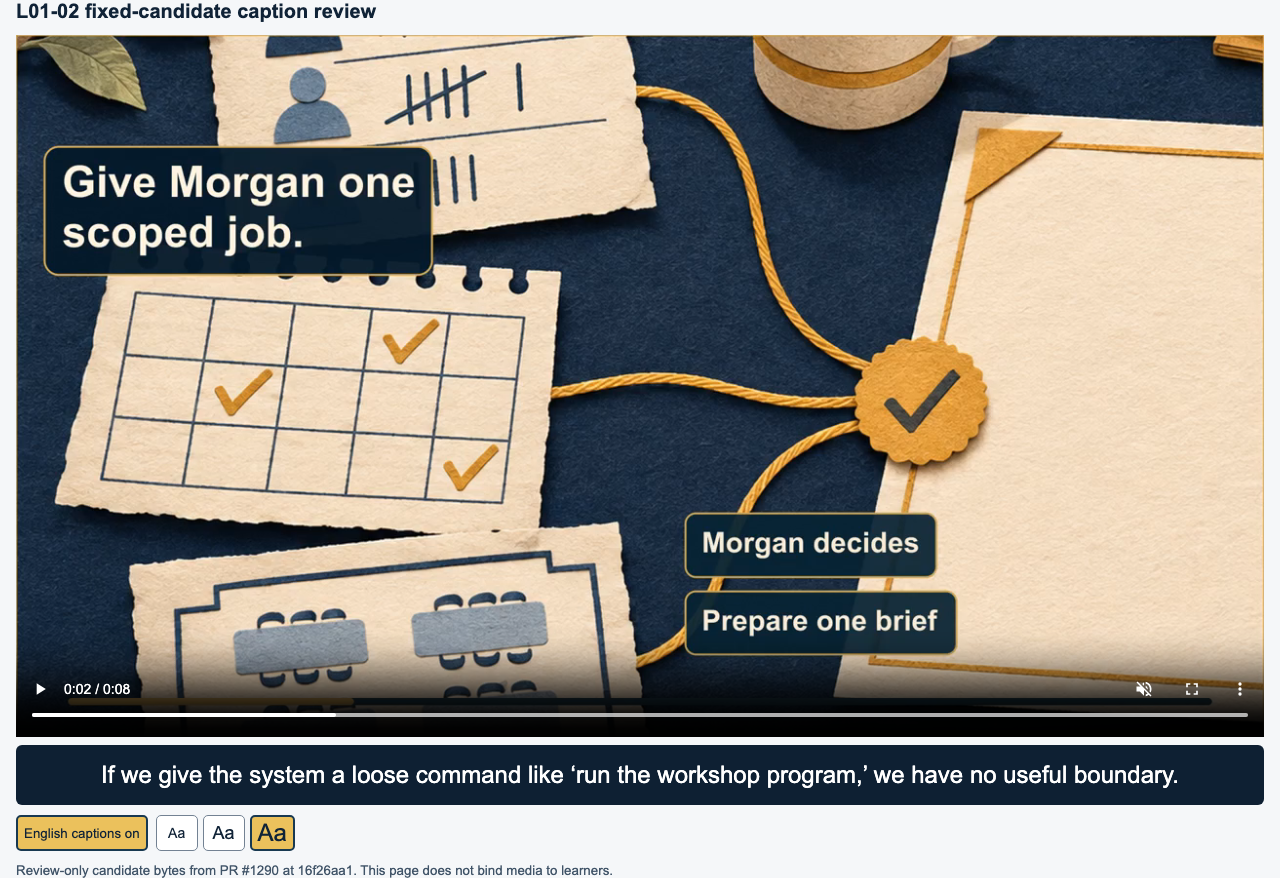 L01-02 fixed-candidate caption review
Give Morgan one
scoped job.
Morgan decides
Prepare one brief
0:02 / 0:08
If we give the system a loose command like ‘run the workshop program,’ we have no useful boundary.
English captions on
Aa
Aa
Aa
Review-only candidate bytes from PR #1290 at 16f26aa1. This page does not bind media to learners.